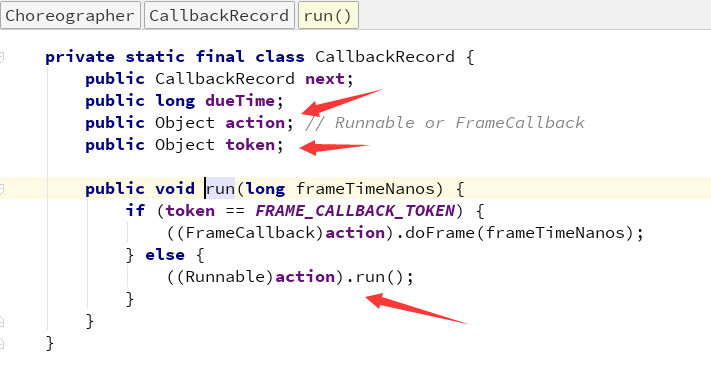 Choreographer CallbackRecord run()
private static final class CallbackRecord {
public CallbackRecord next;
public long dueTime;
public Object action; // Runnable or FrameCallback
public Object token;
public void run(long frameTimeNanos) {
if (token == FRAME_CALLBACK_TOKEN) {
((FrameCallback)action).doFrame(frameTimeNanos);
} else {
((Runnable)action).run();
}
}
}